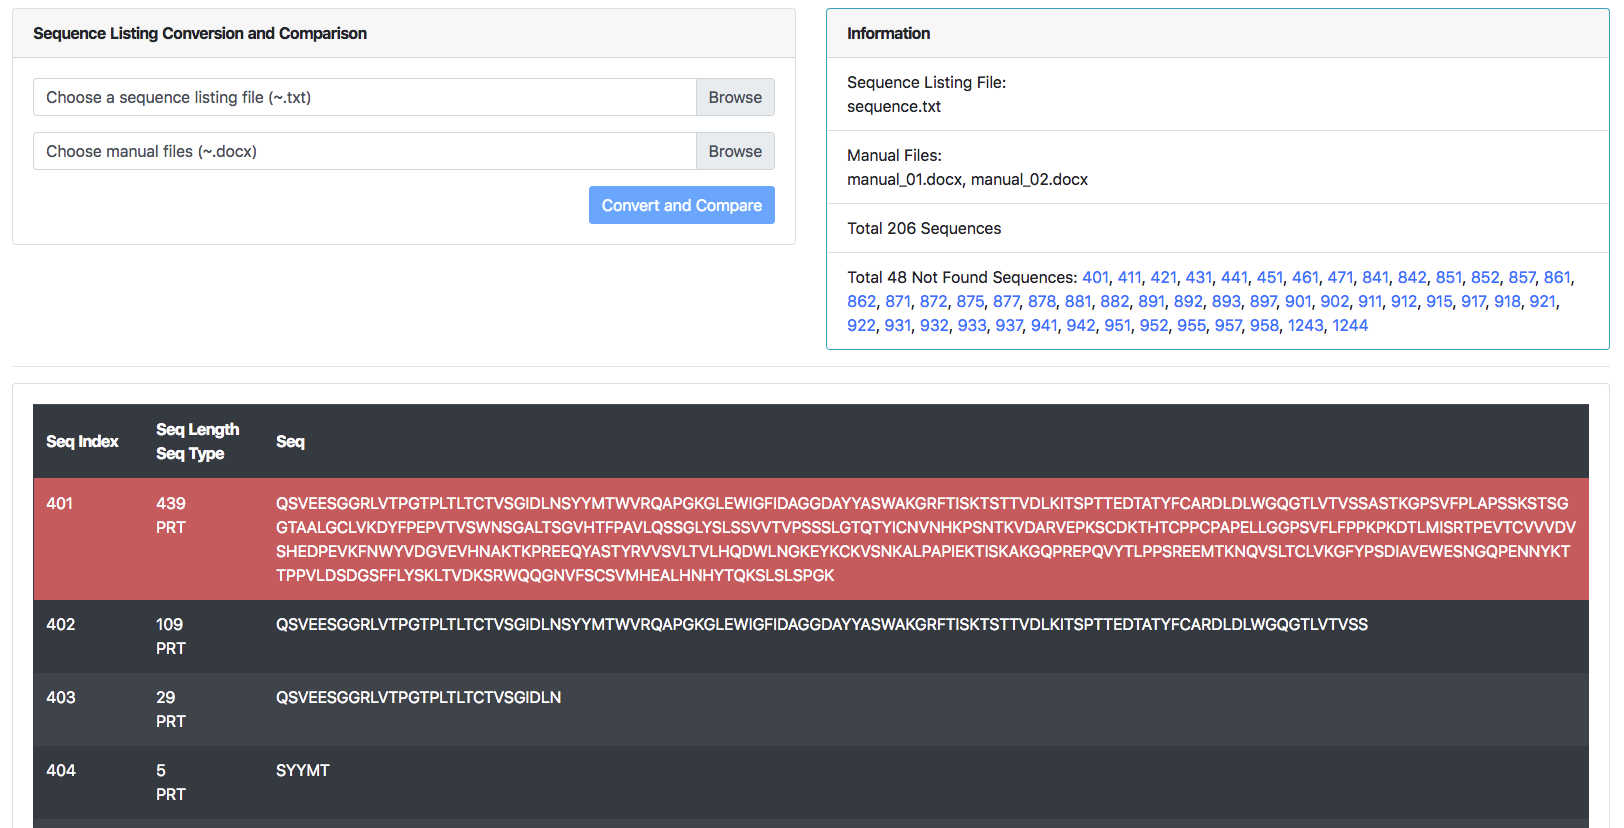 Sequence Listing Conversion and Comparison
Choose a sequence listing file (~.txt)
Browse
Choose manual files (~.docx)
Browse
Convert and Compare
Information
Sequence Listing File:
sequence.txt
Manual Files:
manual_01.docx, manual_02.docx
Total 206 Sequences
Total 48 Not Found Sequences: 401, 411, 421, 431, 441, 451, 461, 471, 841, 842, 851, 852, 857, 861,
862, 871, 872, 875, 877, 878, 881, 882, 891, 892, 893, 897, 901, 902, 911, 912, 915, 917, 918, 921,
922, 931, 932, 933, 937, 941, 942, 951, 952, 955, 957, 958, 1243, 1244
Seq Index
Seq Length
Seq Type
Seq
401
439
PRT
QSVEESGGRLVTPGTPLTLTCTVSGIDLNSYYMTWVRQAPGKGLEWIGFIDAGGDAYYASWAKGRFTISKTSTTVDLKITSPTTEDTATYFCARDLDLWGQGTLVTVSSASTKGPSVFPLAPSSKSTSG
GTAALGCLVKDYFPEPVTVSWNSGALTSGVHTFPAVLQSSGLYSLSSVVTVPSSSLGTQTYICNVNHKPSNTKVDARVEPKSCDKTHTCPPCPAPELLGGPSVFLFPPKPKDTLMISRTPEVTCVVVDV
SHEDPEVKFNWYVDGVEVHNAKTKPREEQYASTYRVVSVLTVLHQDWLNGKEYKCKVSNKALPAPIEKTISKAKGQPREPQVYTLPPSREEMTKNQVSLTCLVKGFYPSDIAVEWESNGQPENNYKT
TPPVLDSDGSFFLYSKLTVDKSRWQQGNVFSCSVMHEALHNHYTQKSLSLSPGK
402
109
PRT
QSVEESGGRLVTPGTPLTLTCTVSGIDLNSYYMTWVRQAPGKGLEWIGFIDAGGDAYYASWAKGRFTISKTSTTVDLKITSPTTEDTATYFCARDLDLWGQGTLVTVSS
403
29
PRT
QSVEESGGRLVTPGTPLTLTCTVSGIDLN
404
5
PRT
SYYMT